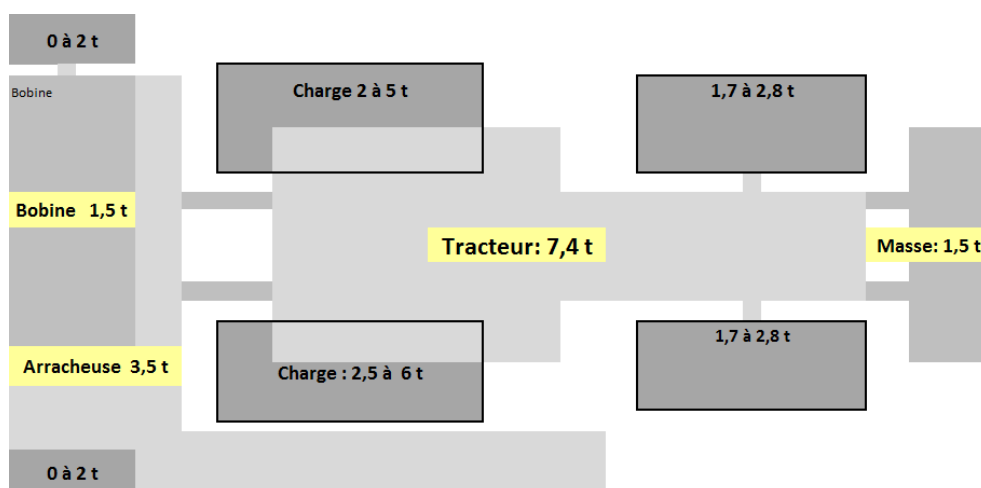 0 à 2 t
Charge 2 à 5 t
1,7 à 2,8 t
Bobine
Bobine 1,5 t
Tracteur: 7,4 t
Masse: 1,5 t
1,7 à 2,8 t
Arracheuse 3,5 t
Charge : 2,5 à 6 t
0 à 2 t